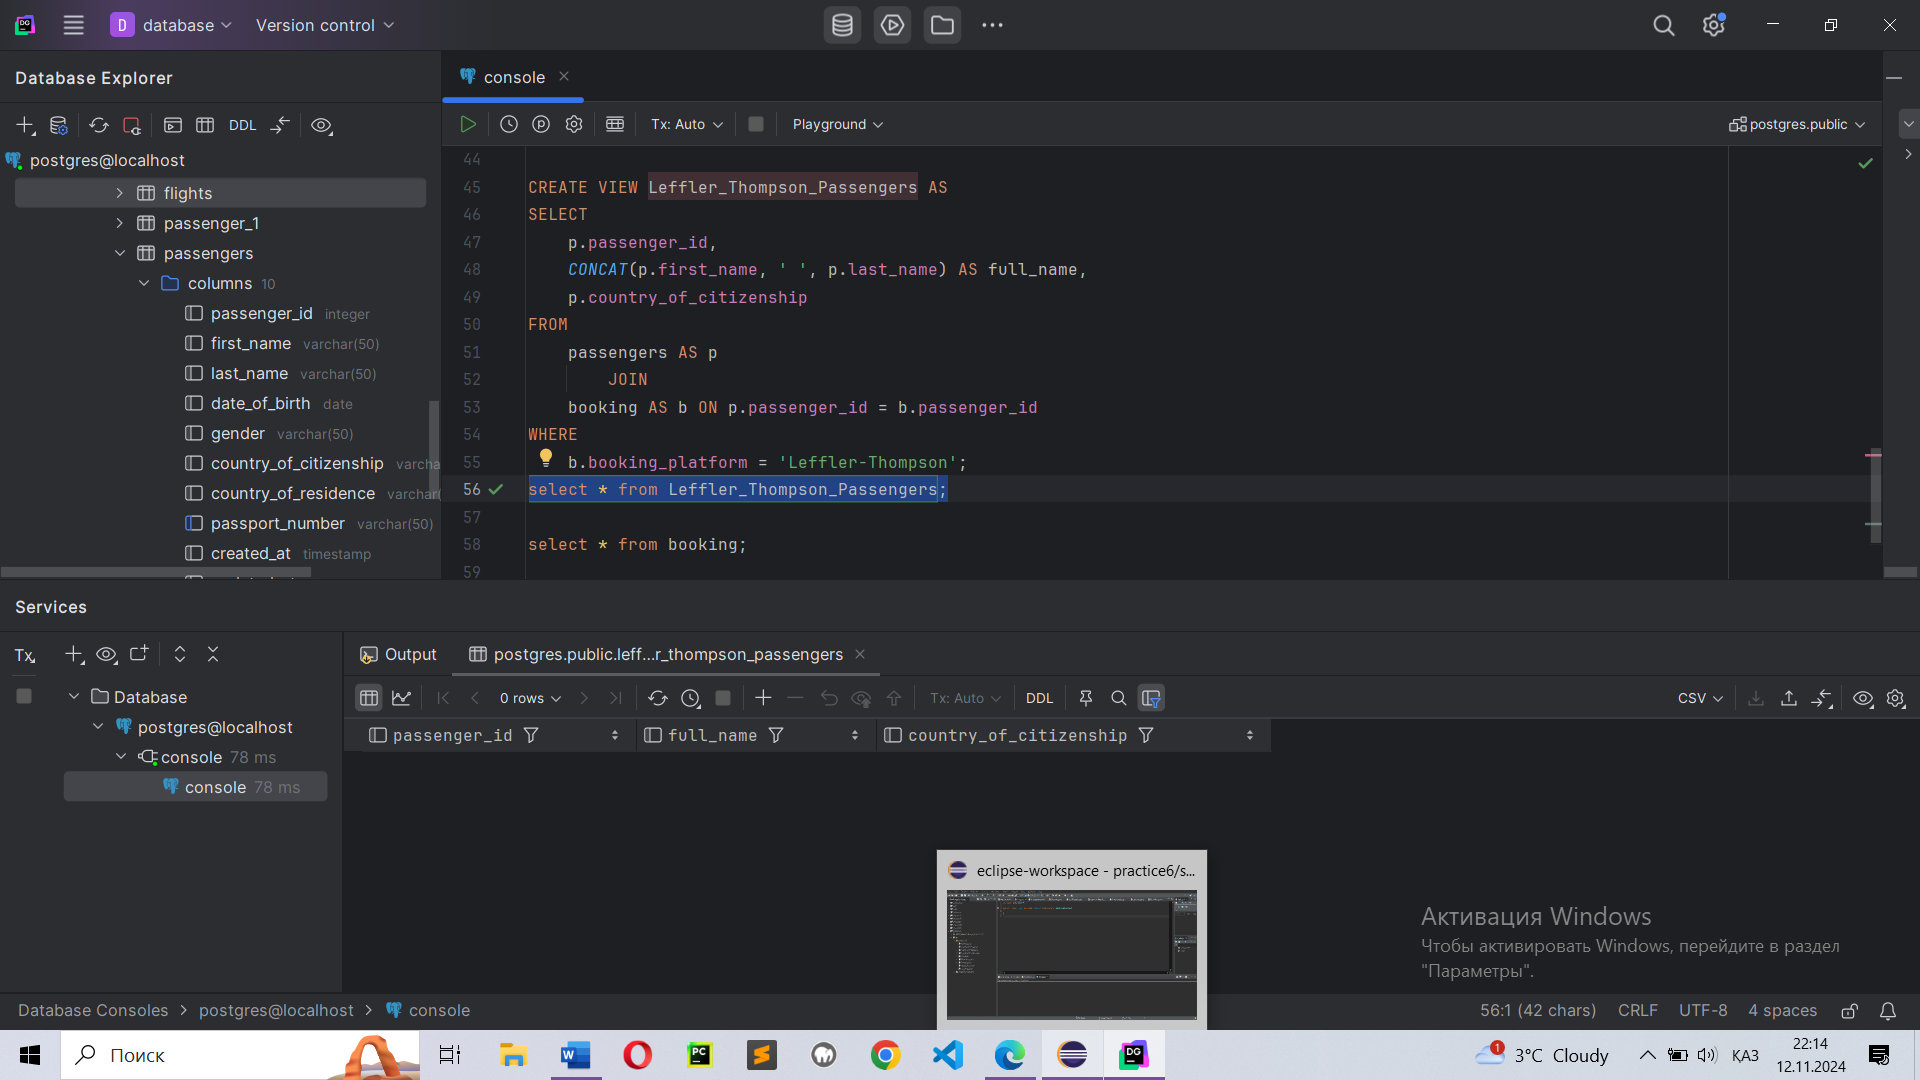 D database Version control
Database Explorer
console
DDL
Tx: Auto Playground postgres.public
postgres@localhost
flights
passenger_1
passengers
columns 10
passenger_id integer
first_name varchar(50)
last_name varchar(50)
date_of_birth date
gender varchar(50)
country_of_citizenship varcha
country_of_residence varchar(
passport_number varchar(50)
created_at timestamp
44
45 CREATE VIEW Leffler_Thompson_Passengers AS
46 SELECT
47 p.passenger_id,
48 CONCAT(p.first_name, ' ', p.last_name) AS full_name,
49 p.country_of_citizenship
50 FROM
51 passengers AS p
52 JOIN
53 booking AS b ON p.passenger_id = b.passenger_id
54 WHERE
55 b.booking_platform = 'Leffler-Thompson';
56 select * from Leffler_Thompson_Passengers;
57
58 select * from booking;
59
Services
Tx
Database
postgres@localhost
console 78 ms
console 78 ms
Output postgres.public.leff...r_thompson_passengers
0 rows Tx: Auto DDL CSV
passenger_id full_name country_of_citizenship
eclipse-workspace - practice6/s...
Активация Windows
Чтобы активировать Windows, перейдите в раздел
"Параметры".
Database Consoles > postgres@localhost > console
56:1 (42 chars) CRLF UTF-8 4 spaces
Поиск
1 3°C Cloudy ҚАЗ
22:14
12.11.2024